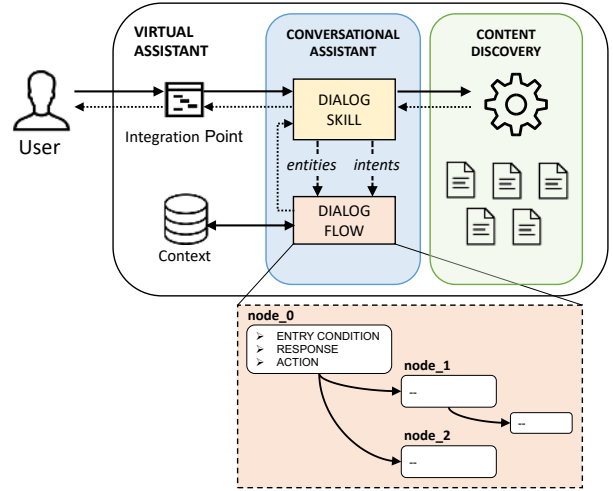 VIRTUAL
ASSISTANT
CONVERSATIONAL
ASSISTANT
CONTENT
DISCOVERY
User
Integration Point
DIALOG
SKILL
entities
intents
Context
DIALOG
FLOW
node_0
➢ ENTRY CONDITION
➢ RESPONSE
➢ ACTION
node_1
--
--
node_2
--